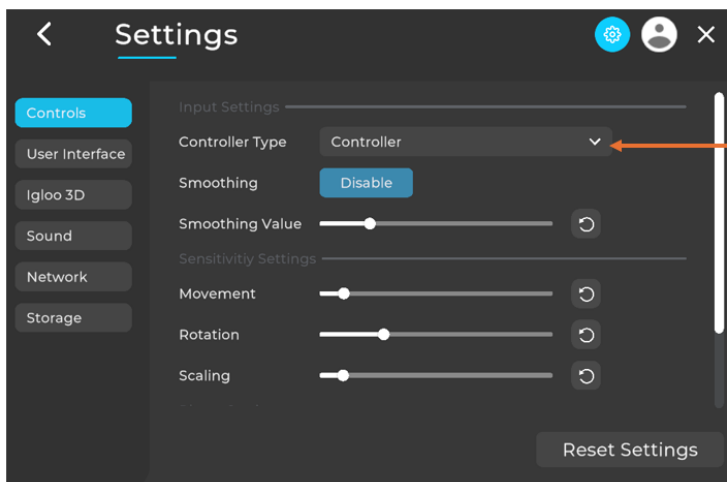 Settings
Controls
User Interface
Igloo 3D
Sound
Network
Storage
Input Settings
Controller Type Controller
Smoothing Disable
Smoothing Value
Sensitivitiy Settings
Movement
Rotation
Scaling
Reset Settings